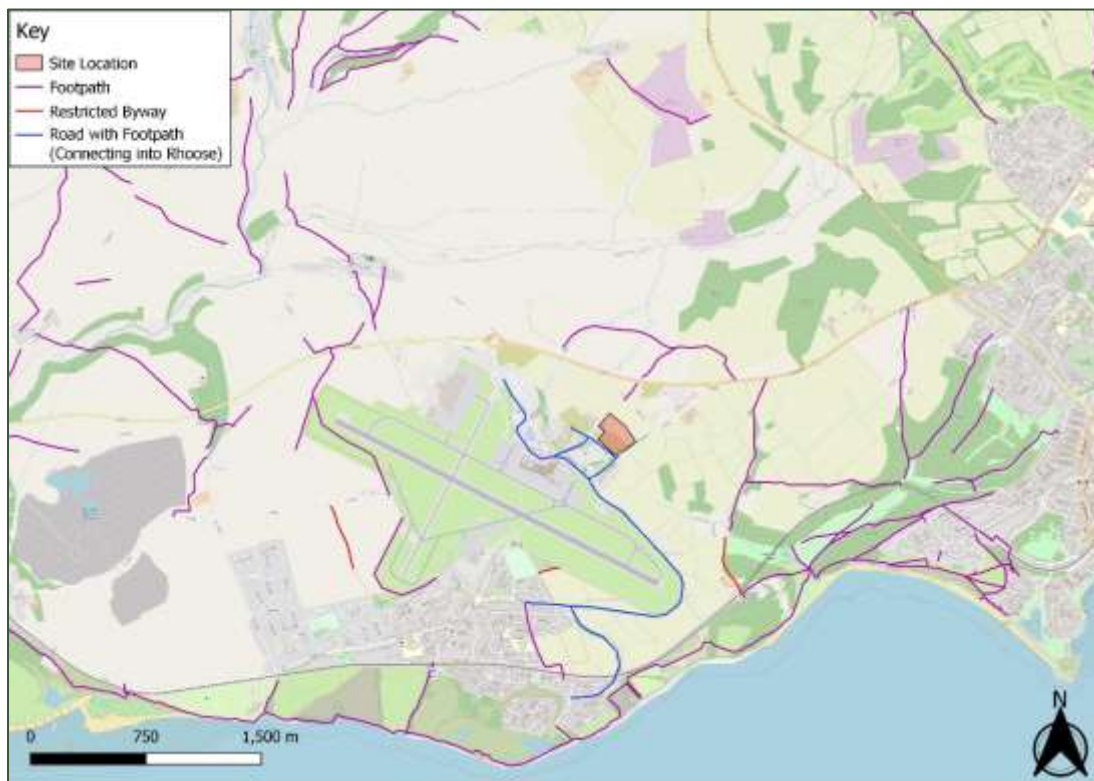 Key
Site Location
Footpath
Restricted Byway
Road with Footpath
(Connecting into Rhoose)
N
0 750 1,500 m